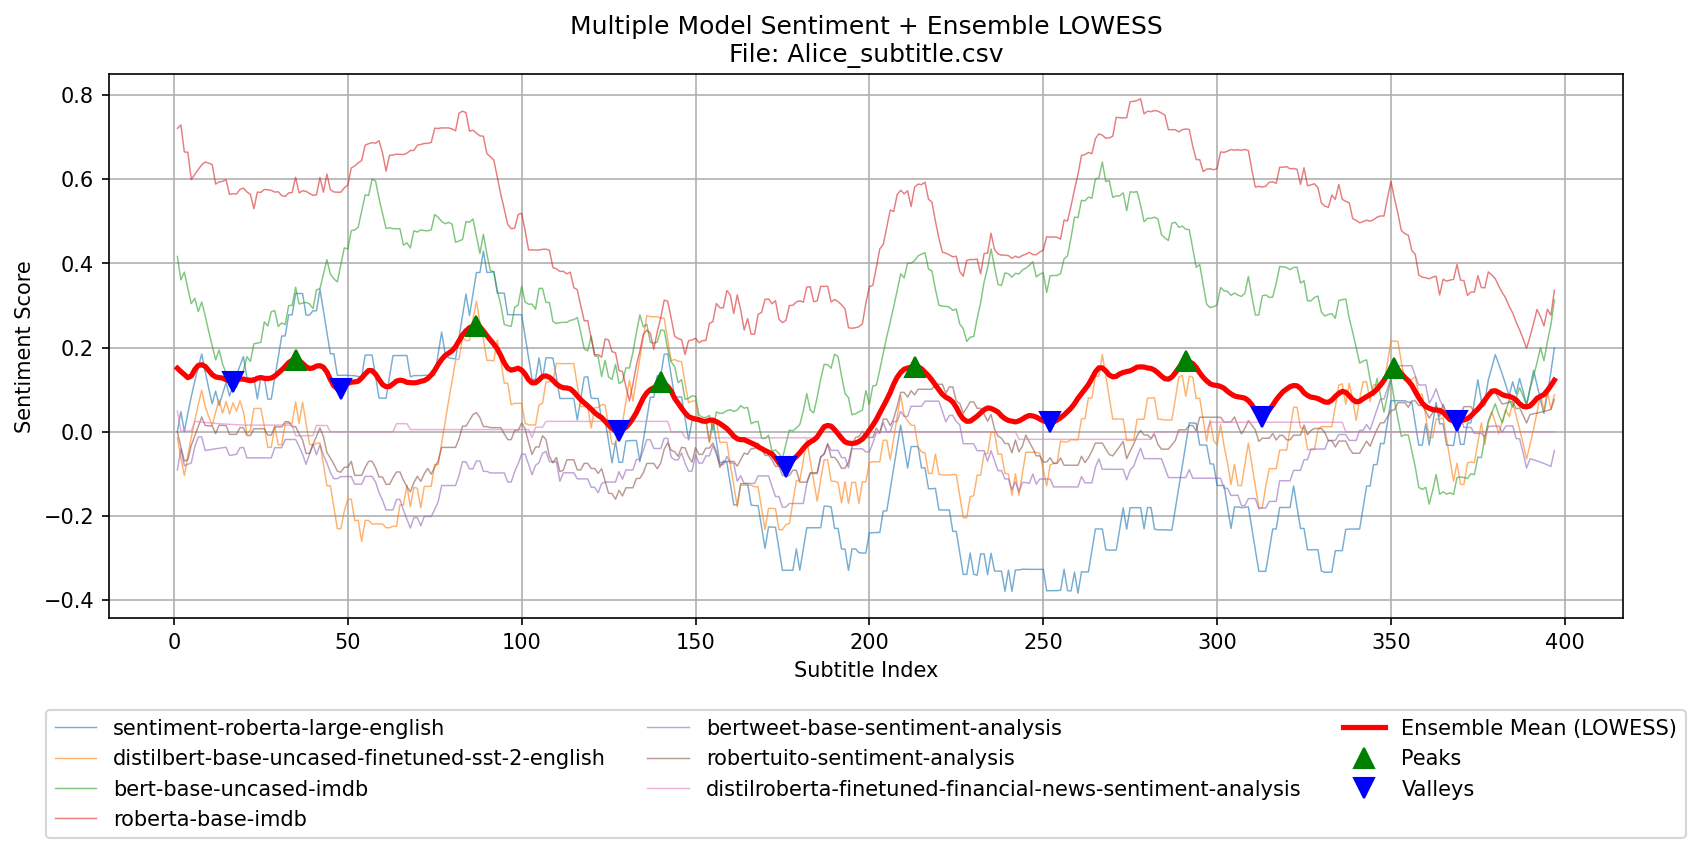 Multiple Model Sentiment + Ensemble LOWESS
File: Alice_subtitle.csv
Sentiment Score
0.8
0.6
0.4
0.2
0.0
−0.2
−0.4
0 50 100 150 200 250 300 350 400
Subtitle Index
sentiment-roberta-large-english
distilbert-base-uncased-finetuned-sst-2-english
bert-base-uncased-imdb
roberta-base-imdb
bertweet-base-sentiment-analysis
robertuito-sentiment-analysis
distilroberta-finetuned-financial-news-sentiment-analysis
Ensemble Mean (LOWESS)
Peaks
Valleys